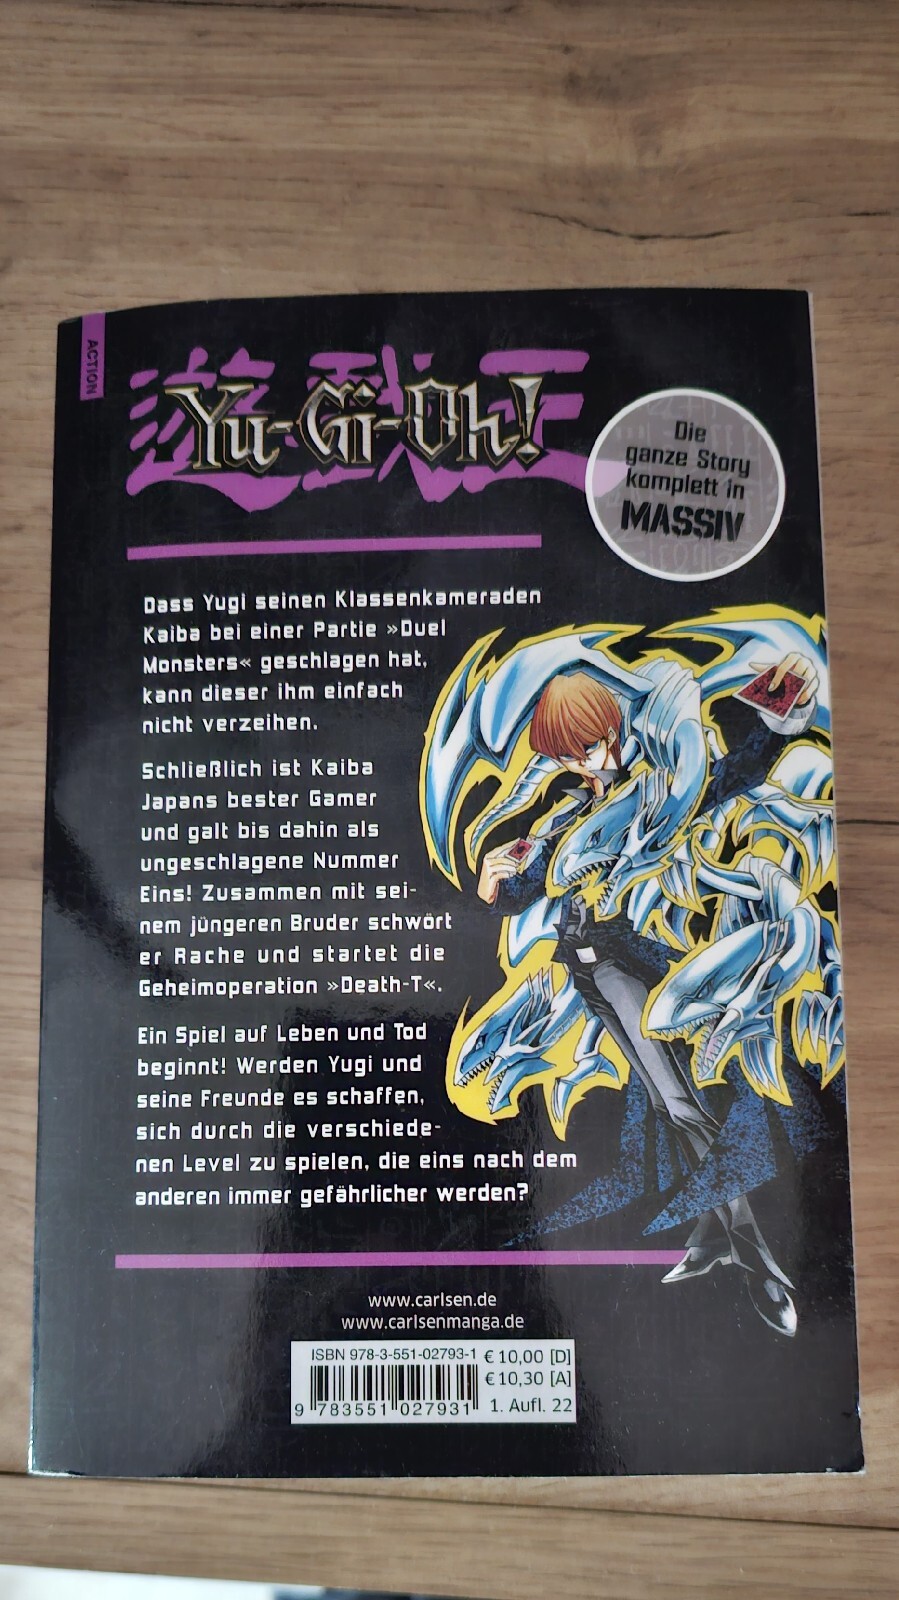 ACTION
遊☆戯☆王
Yu-Gi-Oh!
Die
ganze Story
komplett in
MASSIV
Dass Yugi seinen Klassenkameraden
Kaiba bei einer Partie »Duel
Monsters« geschlagen hat,
kann dieser ihm einfach
nicht verzeihen.
Schließlich ist Kaiba
Japans bester Gamer
und galt bis dahin als
ungeschlagene Nummer
Eins! Zusammen mit sei-
nem jüngeren Bruder schwört
er Rache und startet die
Geheimoperation »Death-T«.
Ein Spiel auf Leben und Tod
beginnt! Werden Yugi und
seine Freunde es schaffen,
sich durch die verschiede-
nen Level zu spielen, die eins nach dem
anderen immer gefährlicher werden?
www.carlsen.de
www.carlsenmanga.de
ISBN 978-3-551-02793-1
€ 10,00 [D]
€ 10,30 [A]
1. Aufl. 22
9 783551 027931